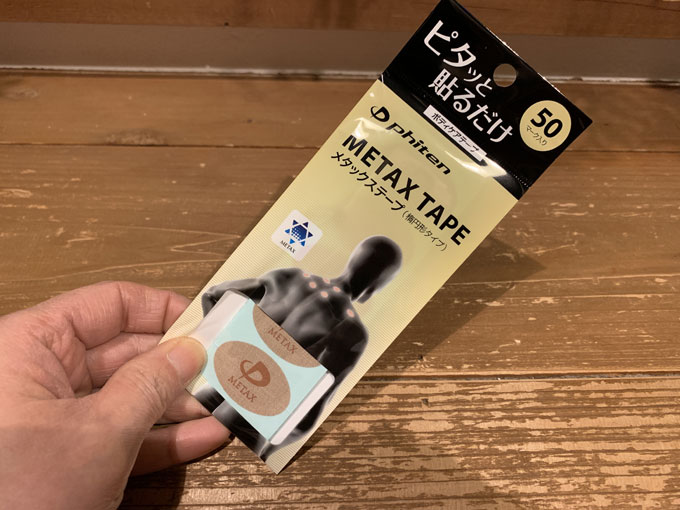 ピタッと
貼るだけ
50
マーク入り
ボディケアテープ
phiten
METAX TAPE
メタックステープ(楕円形タイプ)
METAX
METAX
METAX